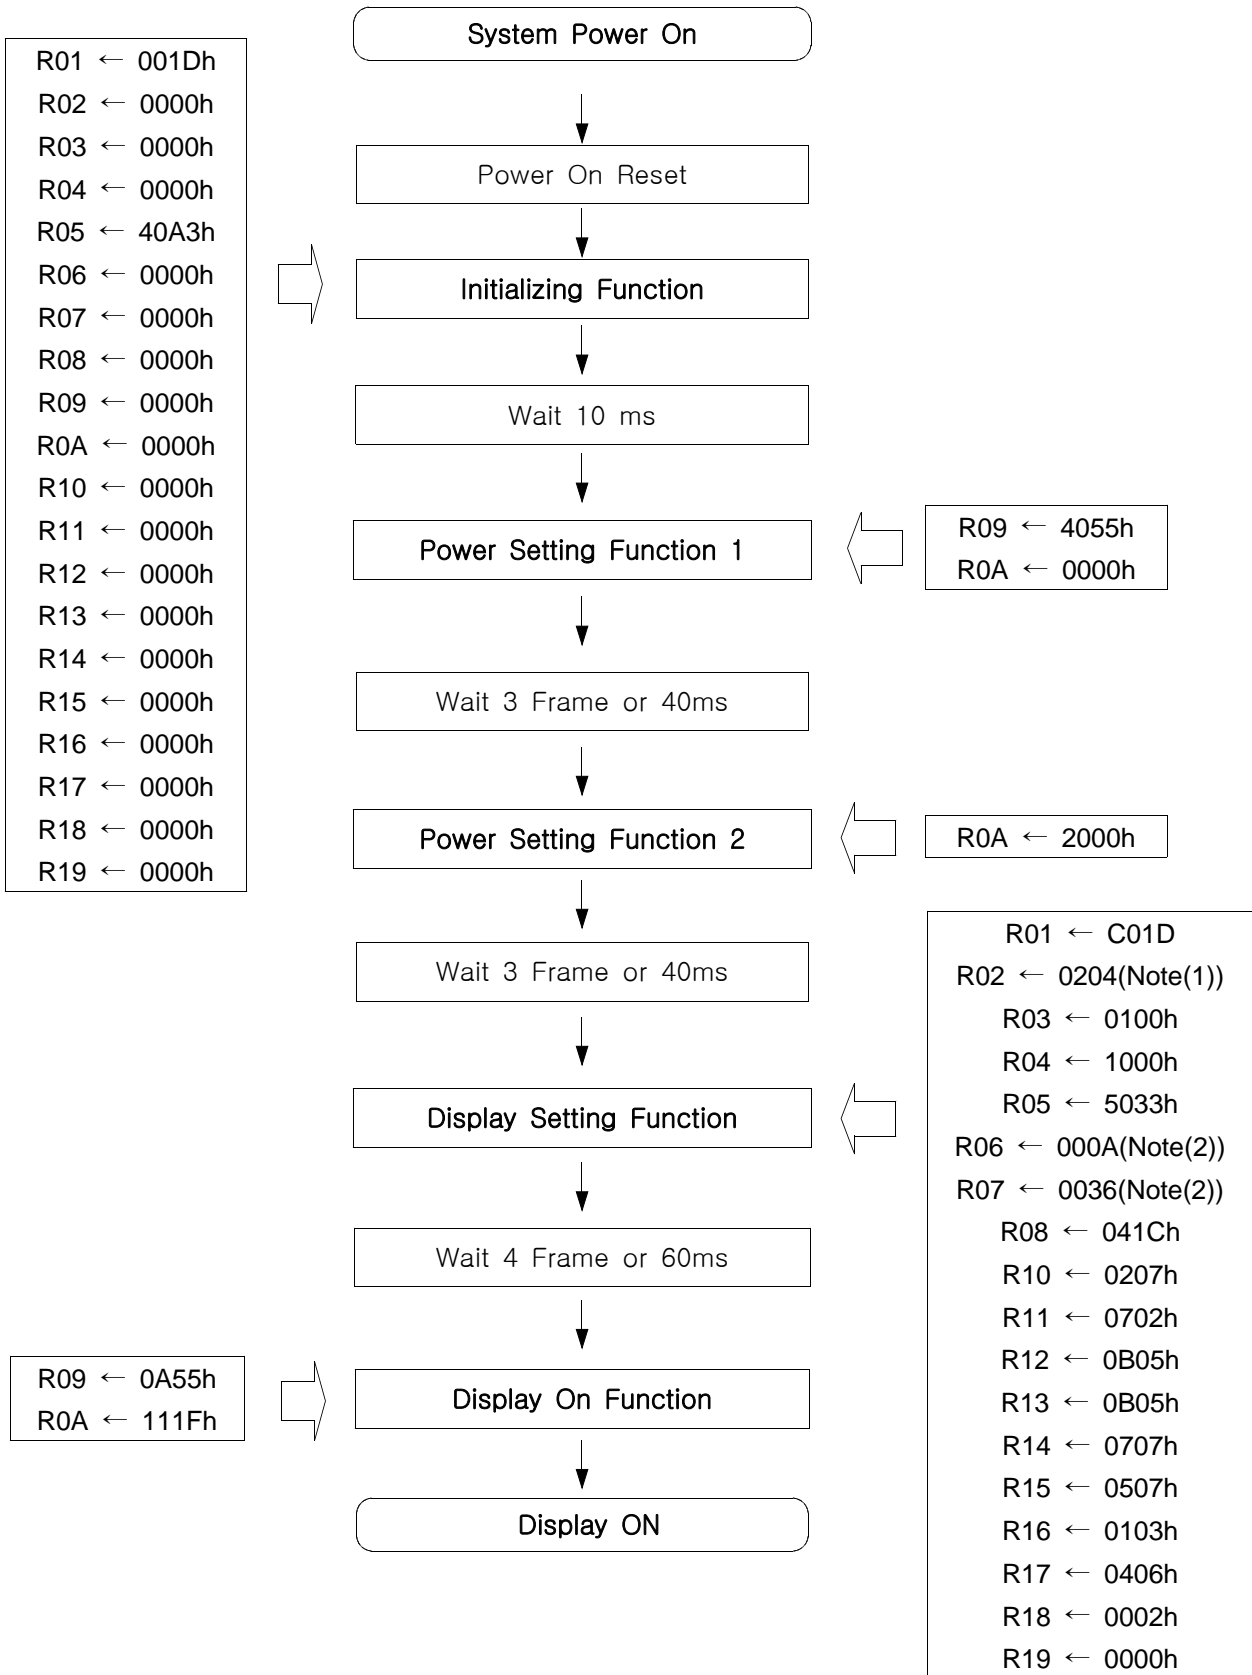 System Power On
R01 ← 001Dh
R02 ← 0000h
R03 ← 0000h
R04 ← 0000h
R05 ← 40A3h
R06 ← 0000h
R07 ← 0000h
R08 ← 0000h
R09 ← 0000h
R0A ← 0000h
R10 ← 0000h
R11 ← 0000h
R12 ← 0000h
R13 ← 0000h
R14 ← 0000h
R15 ← 0000h
R16 ← 0000h
R17 ← 0000h
R18 ← 0000h
R19 ← 0000h
Power On Reset
Initializing Function
Wait 10 ms
Power Setting Function 1
R09 ← 4055h
R0A ← 0000h
Wait 3 Frame or 40ms
Power Setting Function 2
R0A ← 2000h
Wait 3 Frame or 40ms
Display Setting Function
R01 ← C01D
R02 ← 0204(Note(1))
R03 ← 0100h
R04 ← 1000h
R05 ← 5033h
R06 ← 000A(Note(2))
R07 ← 0036(Note(2))
R08 ← 041Ch
R10 ← 0207h
R11 ← 0702h
R12 ← 0B05h
R13 ← 0B05h
R14 ← 0707h
R15 ← 0507h
R16 ← 0103h
R17 ← 0406h
R18 ← 0002h
R19 ← 0000h
Wait 4 Frame or 60ms
R09 ← 0A55h
R0A ← 111Fh
Display On Function
Display ON